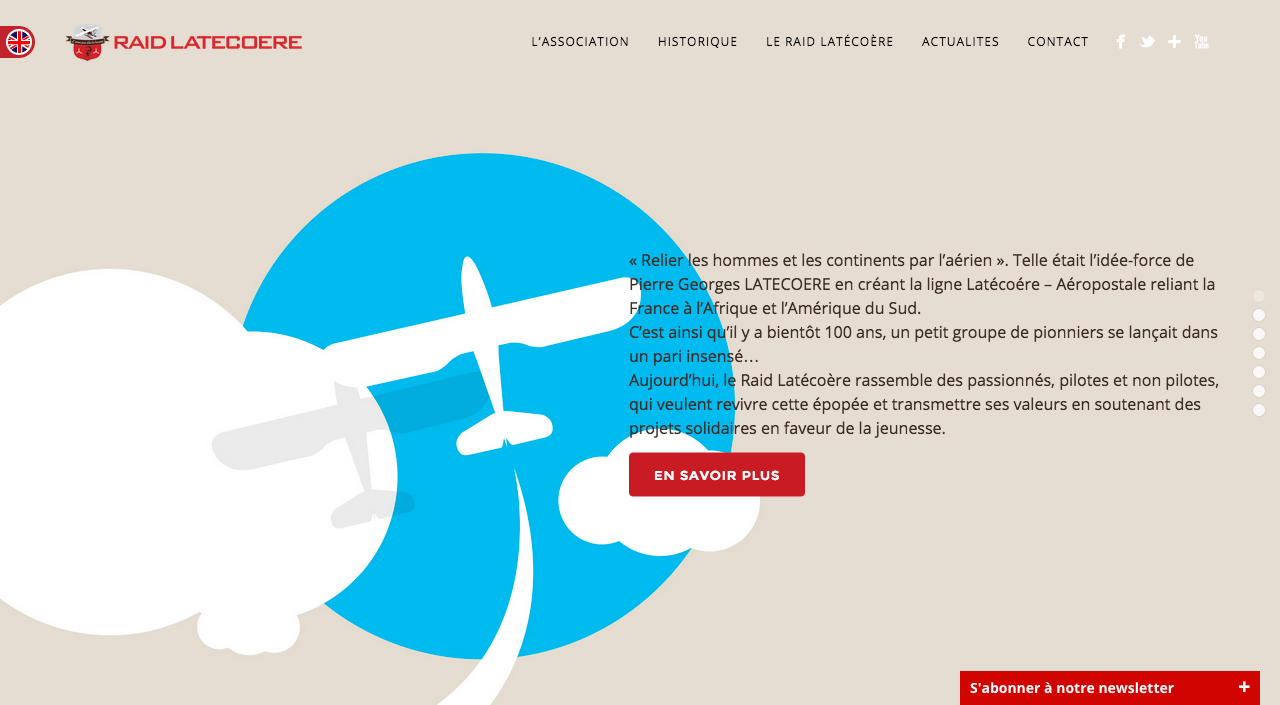 RAID LATECOERE
L'ASSOCIATION HISTORIQUE LE RAID LATÉCOÈRE ACTUALITES CONTACT
You Tube
« Relier les hommes et les continents par l'aérien ». Telle était l'idée-force de
Pierre Georges LATECOERE en créant la ligne Latécoére – Aéropostale reliant la
France à l'Afrique et l'Amérique du Sud.
C'est ainsi qu'il y a bientôt 100 ans, un petit groupe de pionniers se lançait dans
un pari insensé…
Aujourd'hui, le Raid Latécoère rassemble des passionnés, pilotes et non pilotes,
qui veulent revivre cette épopée et transmettre ses valeurs en soutenant des
projets solidaires en faveur de la jeunesse.
EN SAVOIR PLUS
S'abonner à notre newsletter +